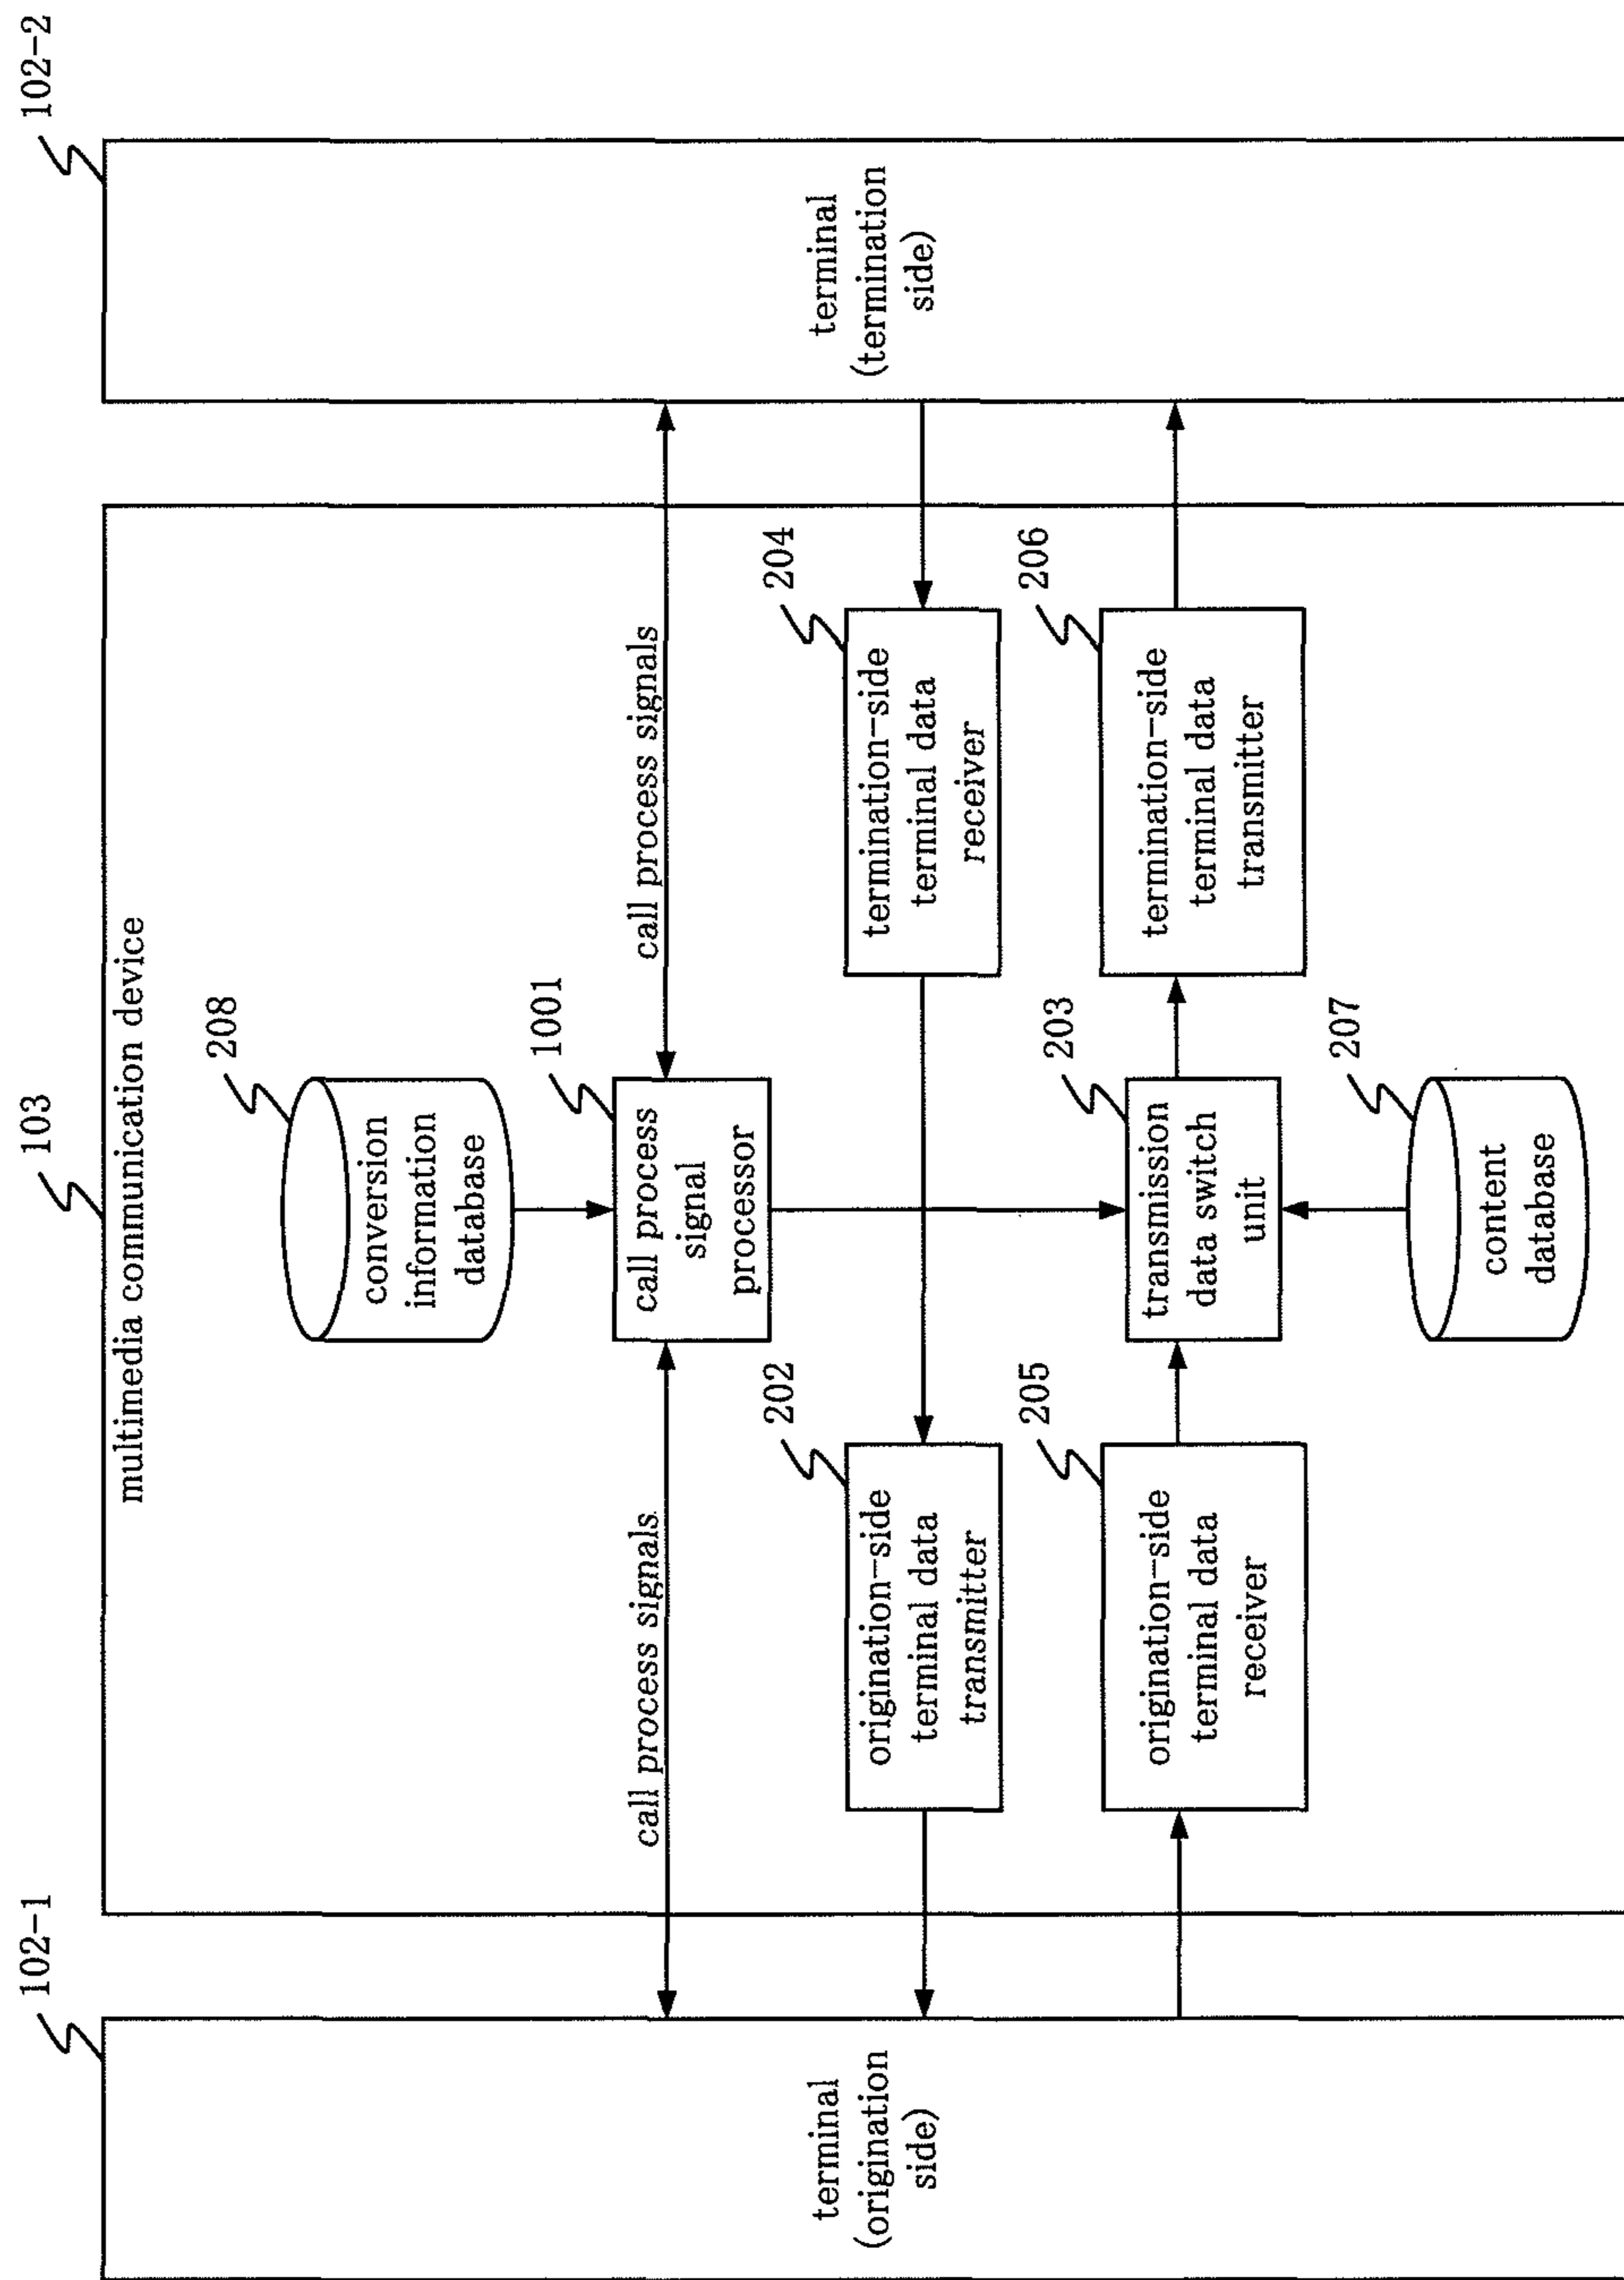 102-1
103
102-2
multimedia communication device
208
conversion
information
database
1001
call process signals
call process
signal
processor
call process signals
terminal
(origination
side)
202
origination-side
terminal data
transmitter
204
termination-side
terminal data
receiver
terminal
(termination
side)
205
origination-side
terminal data
receiver
203
transmission
data switch
unit
206
termination-side
terminal data
transmitter
207
content
database